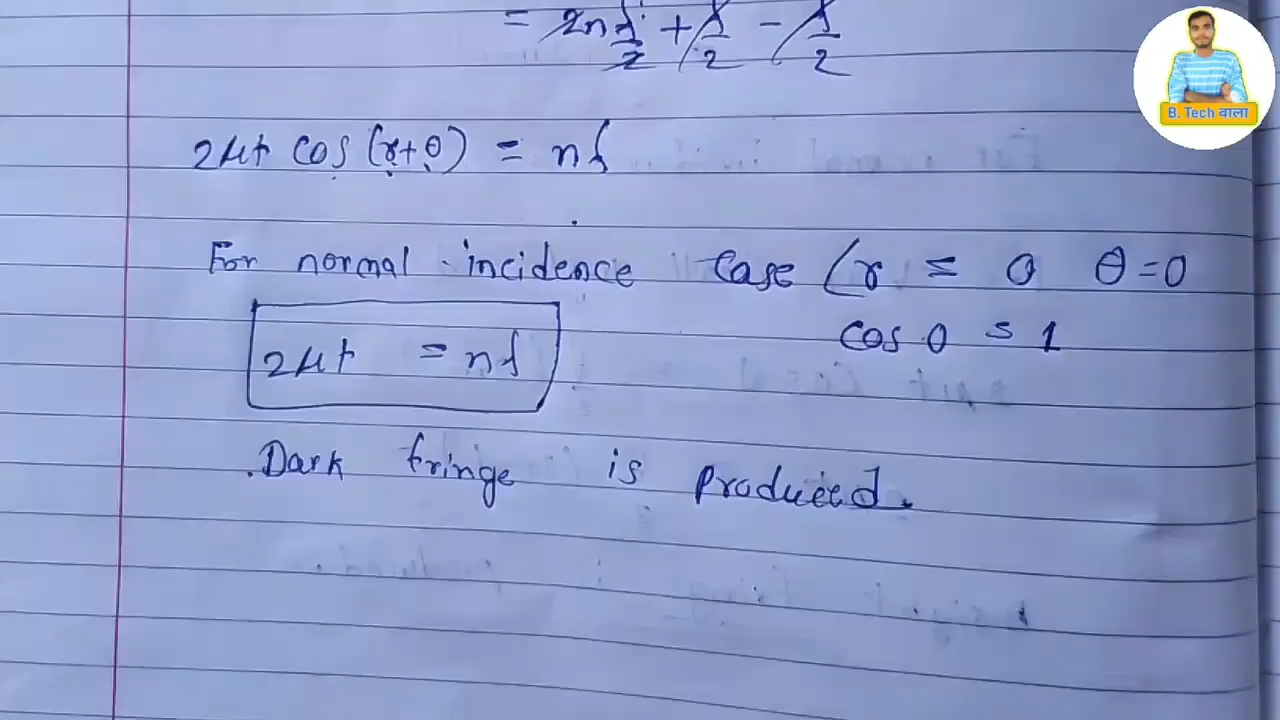 = 2n λ/2 + λ/2 - λ/2
2μt cos (r+θ) = nλ
For normal incidence case (r = 0 θ=0
cos 0 = 1
2μt = nλ
Dark fringe is produced.
B. Tech वाला